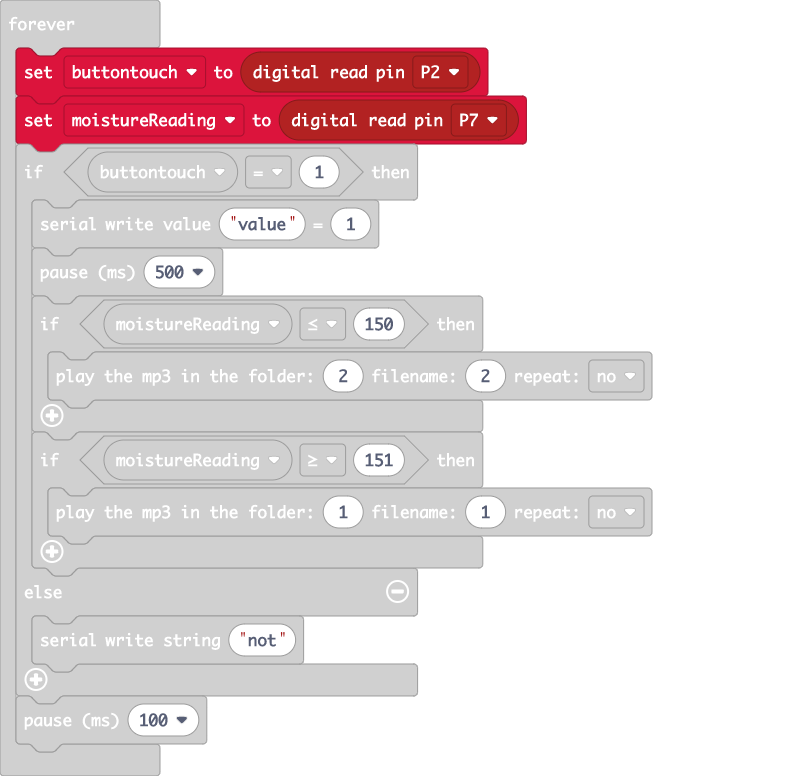 forever
set buttontouch to digital read pin P2
set moistureReading to digital read pin P7
if buttontouch = 1 then
serial write value "value" = 1
pause (ms) 500
if moistureReading ≤ 150 then
play the mp3 in the folder: 2 filename: 2 repeat: no
if moistureReading ≥ 151 then
play the mp3 in the folder: 1 filename: 1 repeat: no
else
serial write string "not"
pause (ms) 100